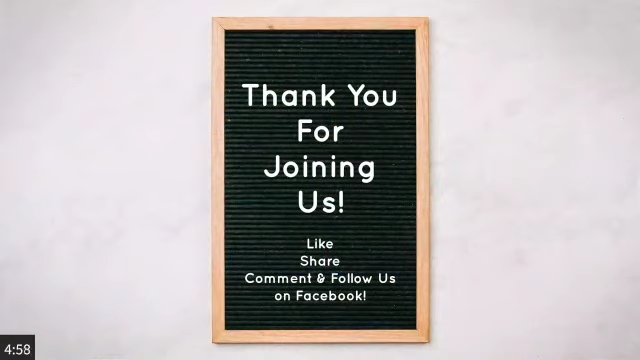 Thank You
For
Joining
Us!
Like
Share
Comment & Follow Us
on Facebook!
4:58